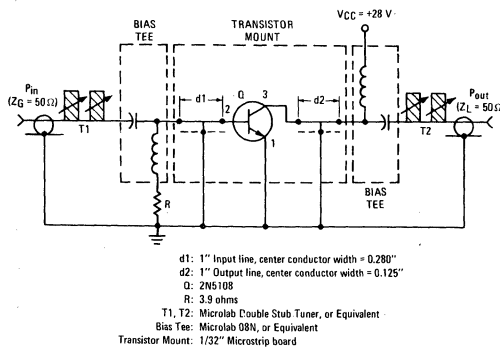 BIAS
TEE
TRANSISTOR
MOUNT
VCC = +28 V
Pin
(ZG = 50Ω)
T1
d1
2
Q
3
1
d2
T2
Pout
(ZL = 50Ω)
R
BIAS
TEE
d1: 1" Input line, center conductor width = 0.280"
d2: 1" Output line, center conductor width = 0.125"
Q: 2N5108
R: 3.9 ohms
T1, T2: Microlab Double Stub Tuner, or Equivalent
Bias Tee: Microlab 08N, or Equivalent
Transistor Mount: 1/32" Microstrip board